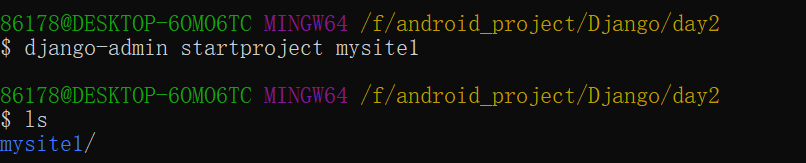 86178@DESKTOP-6OMO6TC MINGW64 /f/android_project/Django/day2
$ django-admin startproject mysite1

86178@DESKTOP-6OMO6TC MINGW64 /f/android_project/Django/day2
$ ls
mysite1/